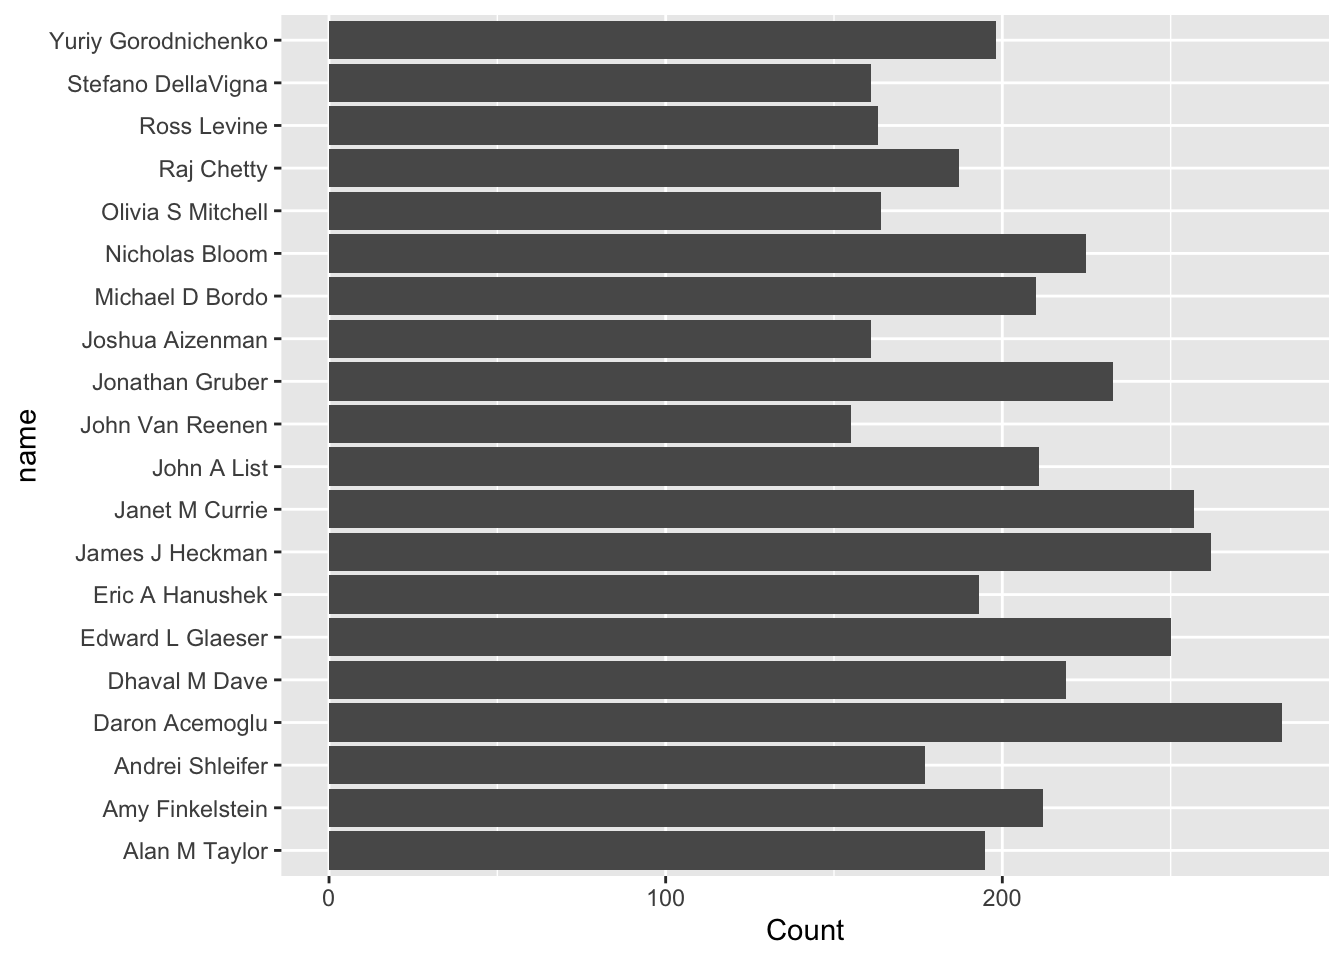 Yuriy Gorodnichenko
Stefano DellaVigna
Ross Levine
Raj Chetty
Olivia S Mitchell
Nicholas Bloom
Michael D Bordo
Joshua Aizenman
Jonathan Gruber
John Van Reenen
John A List
Janet M Currie
James J Heckman
Eric A Hanushek
Edward L Glaeser
Dhaval M Dave
Daron Acemoglu
Andrei Shleifer
Amy Finkelstein
Alan M Taylor
name
0 100 200
Count